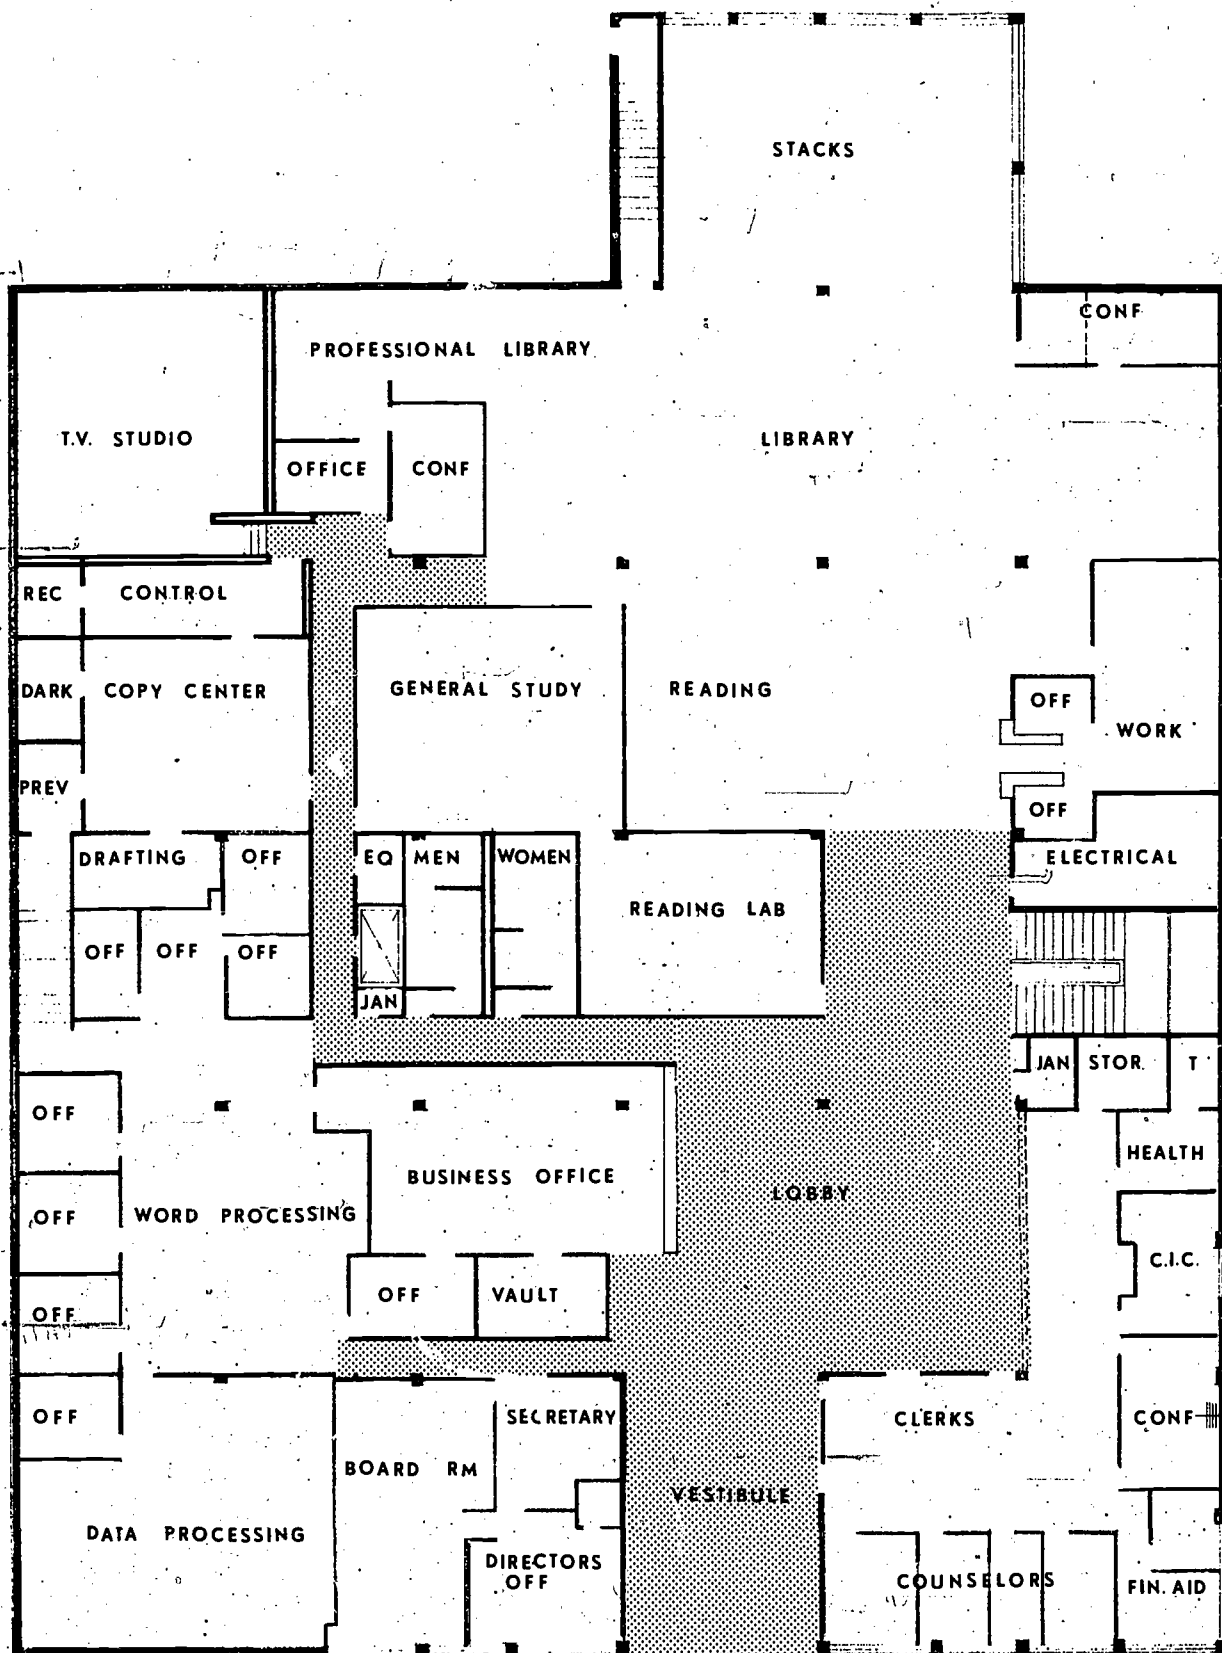 STACKS
CONF
PROFESSIONAL LIBRARY
T.V. STUDIO
LIBRARY
OFFICE
CONF
REC
CONTROL
DARK
COPY CENTER
GENERAL STUDY
READING
OFF
WORK
PREV
OFF
DRAFTING
OFF
EQ
MEN
WOMEN
ELECTRICAL
READING LAB
OFF
OFF
OFF
JAN
JAN
STOR.
T
OFF
HEALTH
BUSINESS OFFICE
LOBBY
OFF
WORD PROCESSING
C.I.C.
OFF
OFF
VAULT
OFF
SECRETARY
CLERKS
CONF
BOARD RM
VESTIBULE
DATA PROCESSING
DIRECTORS
OFF
COUNSELORS
FIN. AID